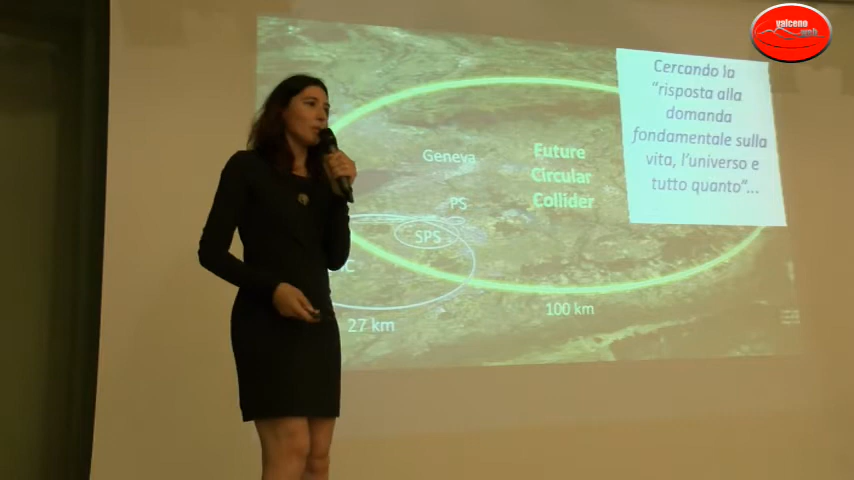 valceno
web
Cercando la
"risposta alla
domanda
fondamentale sulla
vita, l'universo e
tutto quanto"...
Geneva
Future
Circular
Collider
PS
SPS
27 km
100 km